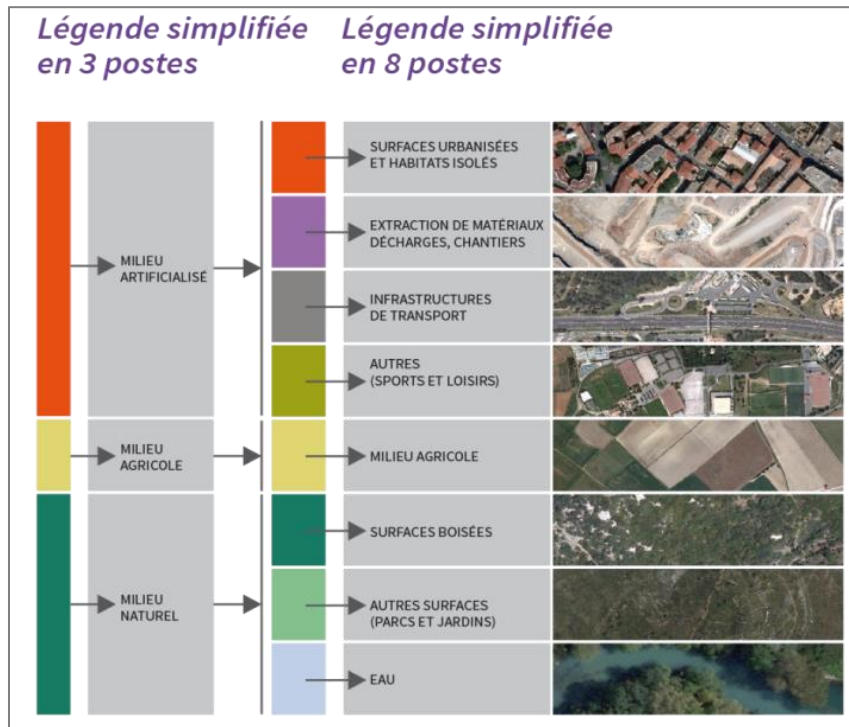 Légende simplifiée
en 3 postes
Légende simplifiée
en 8 postes
MILIEU
ARTIFICIALISÉ
SURFACES URBANISÉES
ET HABITATS ISOLÉS
EXTRACTION DE MATÉRIAUX
DÉCHARGES, CHANTIERS
INFRASTRUCTURES
DE TRANSPORT
AUTRES
(SPORTS ET LOISIRS)
MILIEU
AGRICOLE
MILIEU AGRICOLE
MILIEU
NATUREL
SURFACES BOISÉES
AUTRES SURFACES
(PARCS ET JARDINS)
EAU